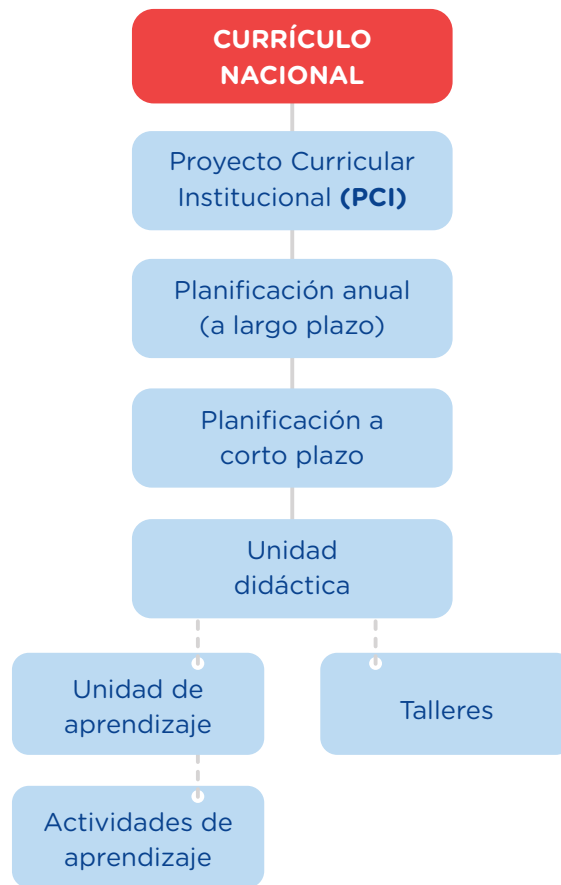 CURRÍCULO
NACIONAL
Proyecto Curricular
Institucional (PCI)
Planificación anual
(a largo plazo)
Planificación a
corto plazo
Unidad
didáctica
Unidad de
aprendizaje
Talleres
Actividades de
aprendizaje